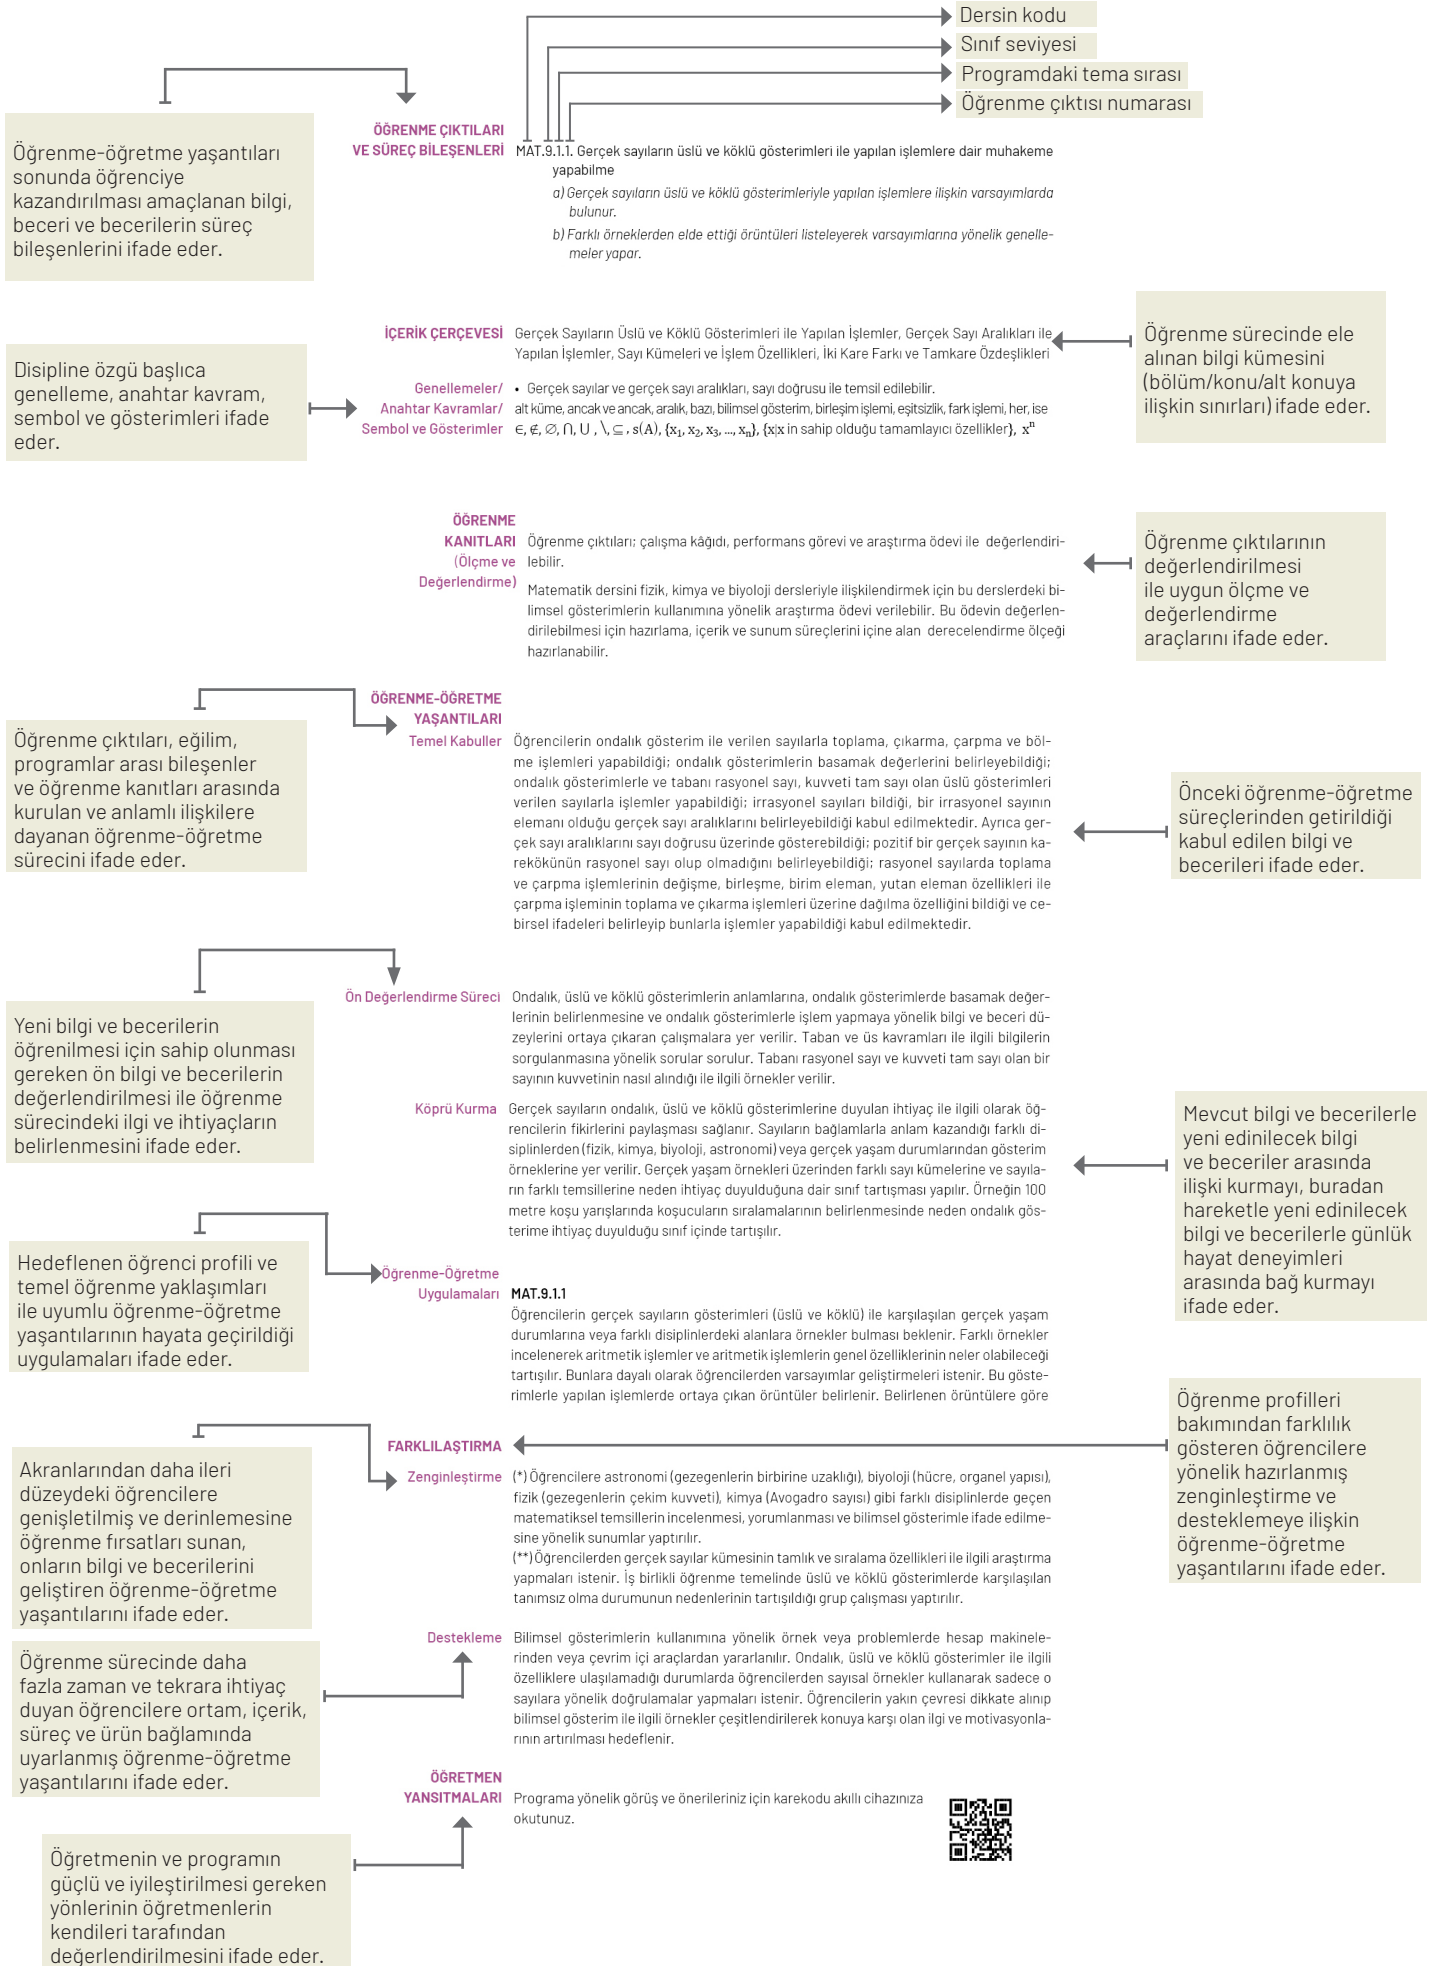 Dersin kodu
Sınıf seviyesi
Programdaki tema sırası
Öğrenme çıktısı numarası
Öğrenme-öğretme yaşantıları
sonunda öğrenciye
kazandırılması amaçlanan bilgi,
beceri ve becerilerin süreç
bileşenlerini ifade eder.
ÖĞRENME ÇIKTILARI
VE SÜREÇ BİLEŞENLERİ
MAT.9.1.1. Gerçek sayıların üslü ve köklü gösterimleri ile yapılan işlemlere dair muhakeme
yapabilme
a) Gerçek sayıların üslü ve köklü gösterimleriyle yapılan işlemlere ilişkin varsayımlarda
bulunur.
b) Farklı örneklerden elde ettiği örüntüleri listeleyerek varsayımlarına yönelik genelle-
meler yapar.
İÇERİK ÇERÇEVESİ
Gerçek Sayıların Üslü ve Köklü Gösterimleri ile Yapılan İşlemler, Gerçek Sayı Aralıkları ile
Yapılan İşlemler, Sayı Kümeleri ve İşlem Özellikleri, İki Kare Farkı ve Tamkare Özdeşlikleri
Öğrenme sürecinde ele
alınan bilgi kümesini
(bölüm/konu/alt konuya
ilişkin sınırları) ifade eder.
Disipline özgü başlıca
genelleme, anahtar kavram,
sembol ve gösterimleri ifade
eder.
Genellemeler/
Anahtar Kavramlar/
Sembol ve Gösterimler
• Gerçek sayılar ve gerçek sayı aralıkları, sayı doğrusu ile temsil edilebilir.
alt küme, ancak ve ancak, aralık, bazı, bilimsel gösterim, birleşim işlemi, eşitsizlik, fark işlemi, her, ise
∈, ∉, ∅, ∩, ∪ , \, ⊆ , s(A), {x₁, x₂, x₃, ..., xₙ}, {x|x in sahip olduğu tamamlayıcı özellikler}, xⁿ
ÖĞRENME
KANITLARI
(Ölçme ve
Değerlendirme)
Öğrenme çıktıları; çalışma kâğıdı, performans görevi ve araştırma ödevi ile değerlendiri-
lebilir.
Matematik dersini fizik, kimya ve biyoloji dersleriyle ilişkilendirmek için bu derslerdeki bi-
limsel gösterimlerin kullanımına yönelik araştırma ödevi verilebilir. Bu ödevin değerlen-
dirilebilmesi için hazırlama, içerik ve sunum süreçlerini içine alan derecelendirme ölçeği
hazırlanabilir.
Öğrenme çıktılarının
değerlendirilmesi
ile uygun ölçme ve
değerlendirme
araçlarını ifade eder.
ÖĞRENME-ÖĞRETME
YAŞANTILARI
Öğrenme çıktıları, eğilim,
programlar arası bileşenler
ve öğrenme kanıtları arasında
kurulan ve anlamlı ilişkilere
dayanan öğrenme-öğretme
sürecini ifade eder.
Temel Kabuller
Öğrencilerin ondalık gösterim ile verilen sayılarla toplama, çıkarma, çarpma ve böl-
me işlemleri yapabildiği; ondalık gösterimlerin basamak değerlerini belirleyebildiği;
ondalık gösterimlerle ve tabanı rasyonel sayı, kuvveti tam sayı olan üslü gösterimleri
verilen sayılarla işlemler yapabildiği; irrasyonel sayıları bildiği, bir irrasyonel sayının
elemanı olduğu gerçek sayı aralıklarını belirleyebildiği kabul edilmektedir. Ayrıca ger-
çek sayı aralıklarını sayı doğrusu üzerinde gösterebildiği; pozitif bir gerçek sayının ka-
rekökünün rasyonel sayı olup olmadığını belirleyebildiği; rasyonel sayılarda toplama
ve çarpma işlemlerinin değişme, birleşme, birim eleman, yutan eleman özellikleri ile
çarpma işleminin toplama ve çıkarma işlemleri üzerine dağılma özelliğini bildiği ve ce-
birsel ifadeleri belirleyip bunlarla işlemler yapabildiği kabul edilmektedir.
Önceki öğrenme-öğretme
süreçlerinden getirildiği
kabul edilen bilgi ve
becerileri ifade eder.
Yeni bilgi ve becerilerin
öğrenilmesi için sahip olunması
gereken ön bilgi ve becerilerin
değerlendirilmesi ile öğrenme
sürecindeki ilgi ve ihtiyaçların
belirlenmesini ifade eder.
Ön Değerlendirme Süreci
Ondalık, üslü ve köklü gösterimlerin anlamlarına, ondalık gösterimlerde basamak değer-
lerinin belirlenmesine ve ondalık gösterimlerle işlem yapmaya yönelik bilgi ve beceri dü-
zeylerini ortaya çıkaran çalışmalara yer verilir. Taban ve üs kavramları ile ilgili bilgilerin
sorgulanmasına yönelik sorular sorulur. Tabanı rasyonel sayı ve kuvveti tam sayı olan bir
sayının kuvvetinin nasıl alındığı ile ilgili örnekler verilir.
Köprü Kurma
Gerçek sayıların ondalık, üslü ve köklü gösterimlerine duyulan ihtiyaç ile ilgili olarak öğ-
rencilerin fikirlerini paylaşması sağlanır. Sayıların bağlamlarla anlam kazandığı farklı di-
siplinlerden (fizik, kimya, biyoloji, astronomi) veya gerçek yaşam durumlarından gösterim
örneklerine yer verilir. Gerçek yaşam örnekleri üzerinden farklı sayı kümelerine ve sayıla-
rın farklı temsillerine neden ihtiyaç duyulduğuna dair sınıf tartışması yapılır. Örneğin 100
metre koşu yarışlarında koşucuların sıralamalarının belirlenmesinde neden ondalık gös-
terime ihtiyaç duyulduğu sınıf içinde tartışılır.
Mevcut bilgi ve becerilerle
yeni edinilecek bilgi
ve beceriler arasında
ilişki kurmayı, buradan
hareketle yeni edinilecek
bilgi ve becerilerle günlük
hayat deneyimleri
arasında bağ kurmayı
ifade eder.
Hedeflenen öğrenci profili ve
temel öğrenme yaklaşımları
ile uyumlu öğrenme-öğretme
yaşantılarının hayata geçirildiği
uygulamaları ifade eder.
Öğrenme-Öğretme
Uygulamaları
MAT.9.1.1
Öğrencilerin gerçek sayıların gösterimleri (üslü ve köklü) ile karşılaşılan gerçek yaşam
durumlarına veya farklı disiplinlerdeki alanlara örnekler bulması beklenir. Farklı örnekler
incelenerek aritmetik işlemler ve aritmetik işlemlerin genel özelliklerinin neler olabileceği
tartışılır. Bunlara dayalı olarak öğrencilerden varsayımlar geliştirmeleri istenir. Bu göste-
rimlerle yapılan işlemlerde ortaya çıkan örüntüler belirlenir. Belirlenen örüntülere göre
FARKLILAŞTIRMA
Öğrenme profilleri
bakımından farklılık
gösteren öğrencilere
yönelik hazırlanmış
zenginleştirme ve
desteklemeye ilişkin
öğrenme-öğretme
yaşantılarını ifade eder.
Akranlarından daha ileri
düzeydeki öğrencilere
genişletilmiş ve derinlemesine
öğrenme fırsatları sunan,
onların bilgi ve becerilerini
geliştiren öğrenme-öğretme
yaşantılarını ifade eder.
Zenginleştirme
(*) Öğrencilere astronomi (gezegenlerin birbirine uzaklığı), biyoloji (hücre, organel yapısı),
fizik (gezegenlerin çekim kuvveti), kimya (Avogadro sayısı) gibi farklı disiplinlerde geçen
matematiksel temsillerin incelenmesi, yorumlanması ve bilimsel gösterimle ifade edilme-
sine yönelik sunumlar yaptırılır.
(**) Öğrencilerden gerçek sayılar kümesinin tamlık ve sıralama özellikleri ile ilgili araştırma
yapmaları istenir. İş birlikli öğrenme temelinde üslü ve köklü gösterimlerde karşılaşılan
tanımsız olma durumunun nedenlerinin tartışıldığı grup çalışması yaptırılır.
Destekleme
Bilimsel gösterimlerin kullanımına yönelik örnek veya problemlerde hesap makinele-
rinden veya çevrim içi araçlardan yararlanılır. Ondalık, üslü ve köklü gösterimler ile ilgili
özelliklere ulaşılamadığı durumlarda öğrencilerden sayısal örnekler kullanarak sadece o
sayılara yönelik doğrulamalar yapmaları istenir. Öğrencilerin yakın çevresi dikkate alınıp
bilimsel gösterim ile ilgili örnekler çeşitlendirilerek konuya karşı olan ilgi ve motivasyonla-
rının artırılması hedeflenir.
Öğrenme sürecinde daha
fazla zaman ve tekrara ihtiyaç
duyan öğrencilere ortam, içerik,
süreç ve ürün bağlamında
uyarlanmış öğrenme-öğretme
yaşantılarını ifade eder.
ÖĞRETMEN
YANSITMALARI
Programa yönelik görüş ve önerileriniz için karekodu akıllı cihazınıza
okutunuz.
Öğretmenin ve programın
güçlü ve iyileştirilmesi gereken
yönlerinin öğretmenlerin
kendileri tarafından
değerlendirilmesini ifade eder.